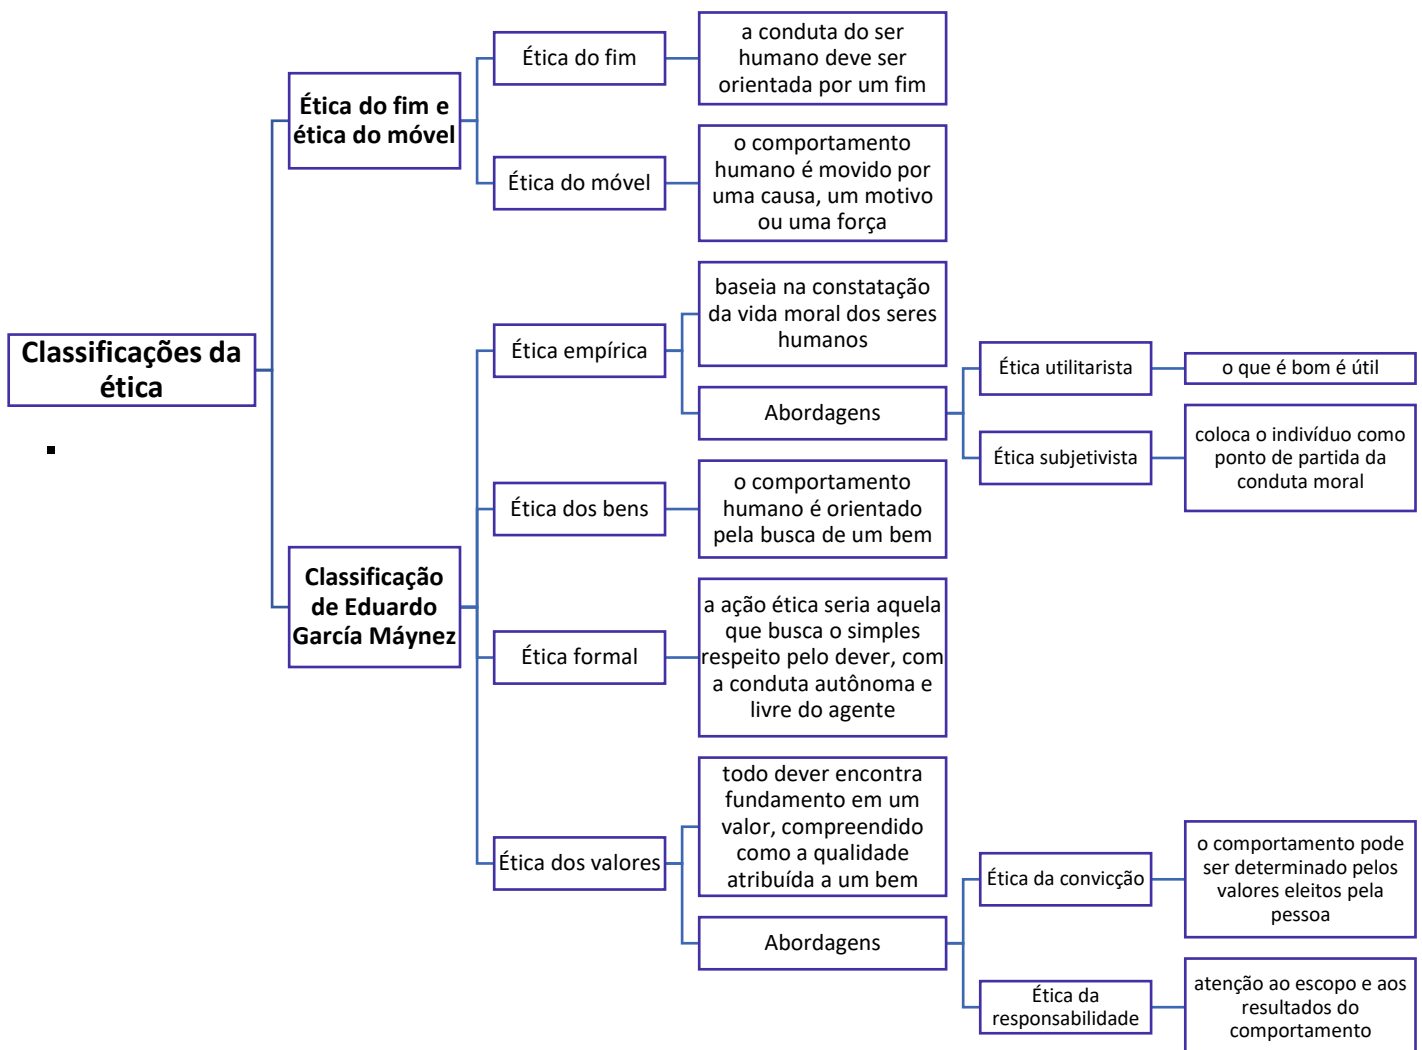 Classificações da
ética
Ética do fim e
ética do móvel
Ética do fim
a conduta do ser
humano deve ser
orientada por um fim
Ética do móvel
o comportamento
humano é movido por
uma causa, um motivo
ou uma força
Classificação
de Eduardo
García Máynez
Ética empírica
baseia na constatação
da vida moral dos seres
humanos
Abordagens
Ética utilitarista
o que é bom é útil
Ética subjetivista
coloca o indivíduo como
ponto de partida da
conduta moral
Ética dos bens
o comportamento
humano é orientado
pela busca de um bem
Ética formal
a ação ética seria aquela
que busca o simples
respeito pelo dever, com
a conduta autônoma e
livre do agente
Ética dos valores
todo dever encontra
fundamento em um
valor, compreendido
como a qualidade
atribuída a um bem
Abordagens
Ética da convicção
o comportamento pode
ser determinado pelos
valores eleitos pela
pessoa
Ética da
responsabilidade
atenção ao escopo e aos
resultados do
comportamento